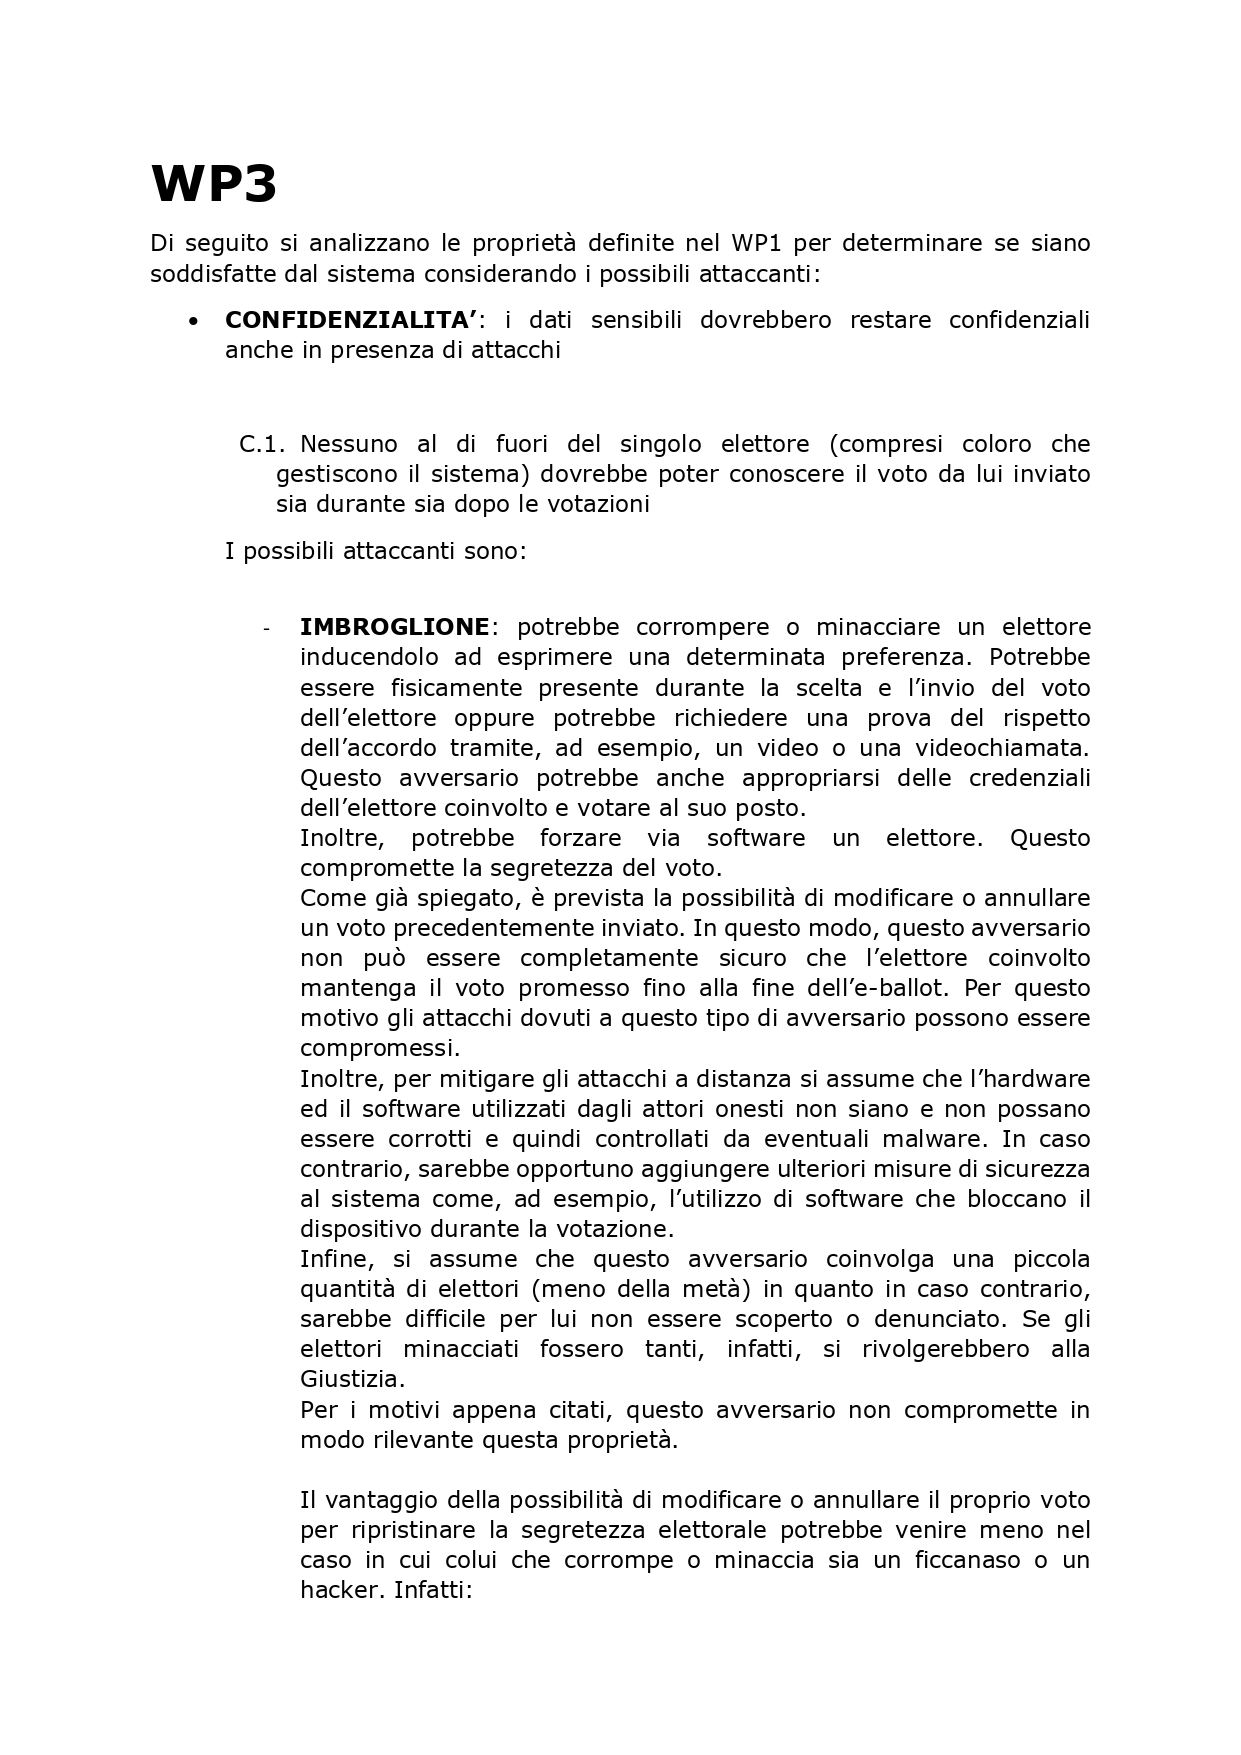 WP3
Di seguito si analizzano le proprietà definite nel WP1 per determinare se siano
soddisfatte dal sistema considerando i possibili attaccanti:
• CONFIDENZIALITA’: i dati sensibili dovrebbero restare confidenziali
anche in presenza di attacchi
C.1. Nessuno al di fuori del singolo elettore (compresi coloro che
gestiscono il sistema) dovrebbe poter conoscere il voto da lui inviato
sia durante sia dopo le votazioni
I possibili attaccanti sono:
- IMBROGLIONE: potrebbe corrompere o minacciare un elettore
inducendolo ad esprimere una determinata preferenza. Potrebbe
essere fisicamente presente durante la scelta e l’invio del voto
dell’elettore oppure potrebbe richiedere una prova del rispetto
dell’accordo tramite, ad esempio, un video o una videochiamata.
Questo avversario potrebbe anche appropriarsi delle credenziali
dell’elettore coinvolto e votare al suo posto.
Inoltre, potrebbe forzare via software un elettore. Questo
compromette la segretezza del voto.
Come già spiegato, è prevista la possibilità di modificare o annullare
un voto precedentemente inviato. In questo modo, questo avversario
non può essere completamente sicuro che l’elettore coinvolto
mantenga il voto promesso fino alla fine dell’e-ballot. Per questo
motivo gli attacchi dovuti a questo tipo di avversario possono essere
compromessi.
Inoltre, per mitigare gli attacchi a distanza si assume che l’hardware
ed il software utilizzati dagli attori onesti non siano e non possano
essere corrotti e quindi controllati da eventuali malware. In caso
contrario, sarebbe opportuno aggiungere ulteriori misure di sicurezza
al sistema come, ad esempio, l’utilizzo di software che bloccano il
dispositivo durante la votazione.
Infine, si assume che questo avversario coinvolga una piccola
quantità di elettori (meno della metà) in quanto in caso contrario,
sarebbe difficile per lui non essere scoperto o denunciato. Se gli
elettori minacciati fossero tanti, infatti, si rivolgerebbero alla
Giustizia.
Per i motivi appena citati, questo avversario non compromette in
modo rilevante questa proprietà.
Il vantaggio della possibilità di modificare o annullare il proprio voto
per ripristinare la segretezza elettorale potrebbe venire meno nel
caso in cui colui che corrompe o minaccia sia un ficcanaso o un
hacker. Infatti: